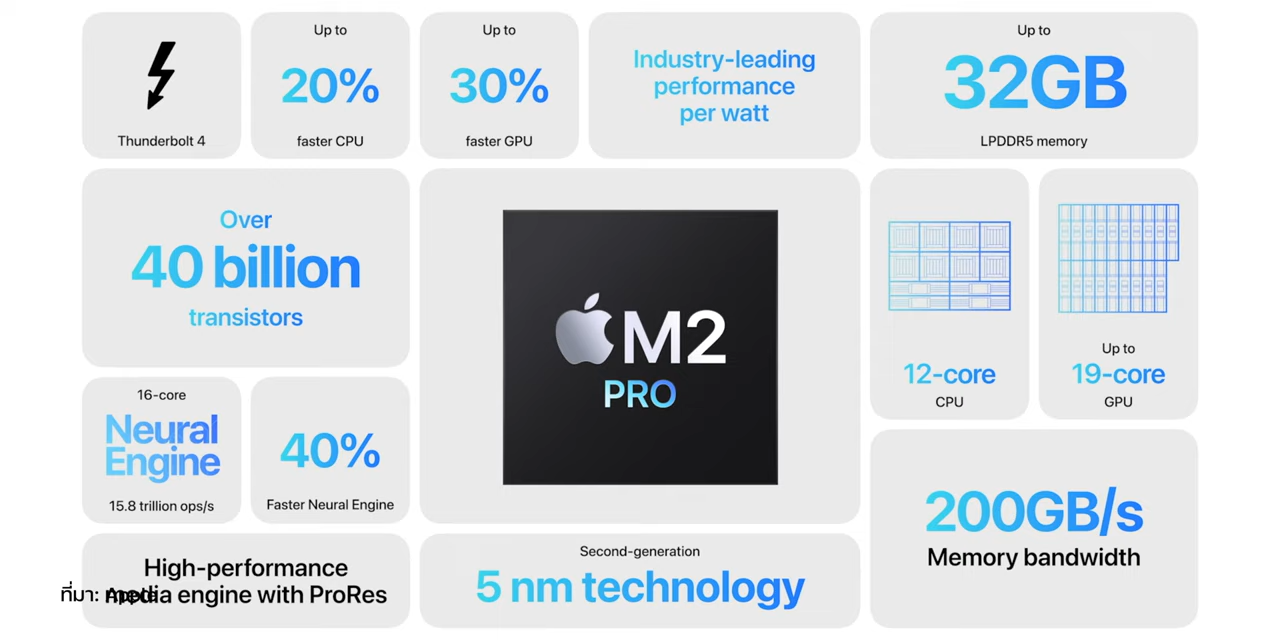 Thunderbolt 4
Up to
20%
faster CPU
Up to
30%
faster GPU
Industry-leading
performance
per watt
Up to
32GB
LPDDR5 memory
Over
40 billion
transistors
M2
PRO
12-core
CPU
Up to
19-core
GPU
16-core
Neural
Engine
15.8 trillion ops/s
40%
Faster Neural Engine
200GB/s
Memory bandwidth
High-performance
media engine with ProRes
ที่มา: Apple
Second-generation
5 nm technology